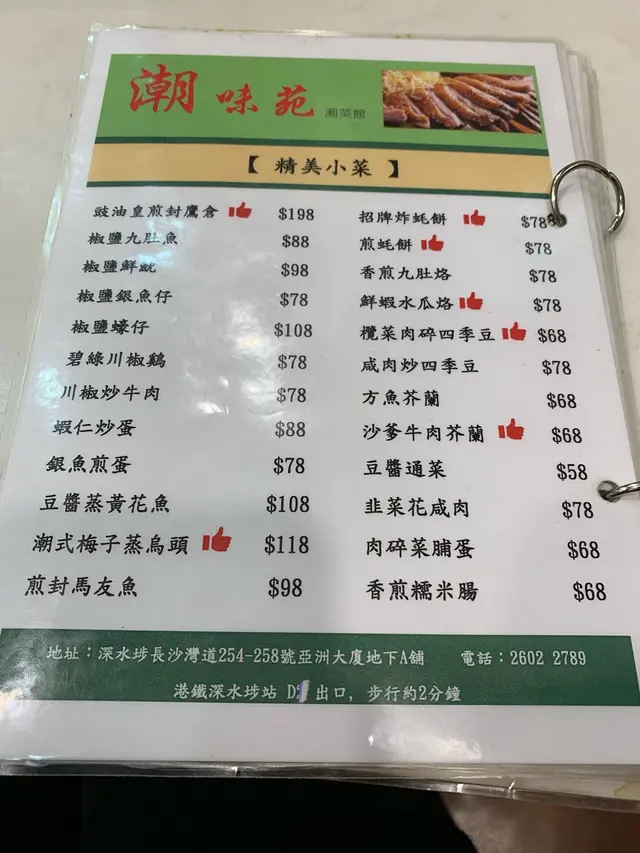 潮味苑 潮菜館
【 精美小菜 】
豉油皇煎封鷹倉 $198
椒鹽九肚魚 $88
椒鹽鮮魷 $98
椒鹽銀魚仔 $78
椒鹽蠔仔 $108
碧綠川椒鷄 $78
川椒炒牛肉 $78
蝦仁炒蛋 $88
銀魚煎蛋 $78
豆醬蒸黃花魚 $108
潮式梅子蒸烏頭 $118
煎封馬友魚 $98
招牌炸蚝餅 $78
煎蚝餅 $78
香煎九肚烙 $78
鮮蝦水瓜烙 $78
欖菜肉碎四季豆 $68
咸肉炒四季豆 $78
方魚芥蘭 $68
沙爹牛肉芥蘭 $68
豆醬通菜 $58
韭菜花咸肉 $78
肉碎菜脯蛋 $68
香煎糯米腸 $68
地址：深水埗長沙灣道254-258號亞洲大廈地下A舖 電話：2602 2789
港鐵深水埗站 D 出口, 步行約2分鐘